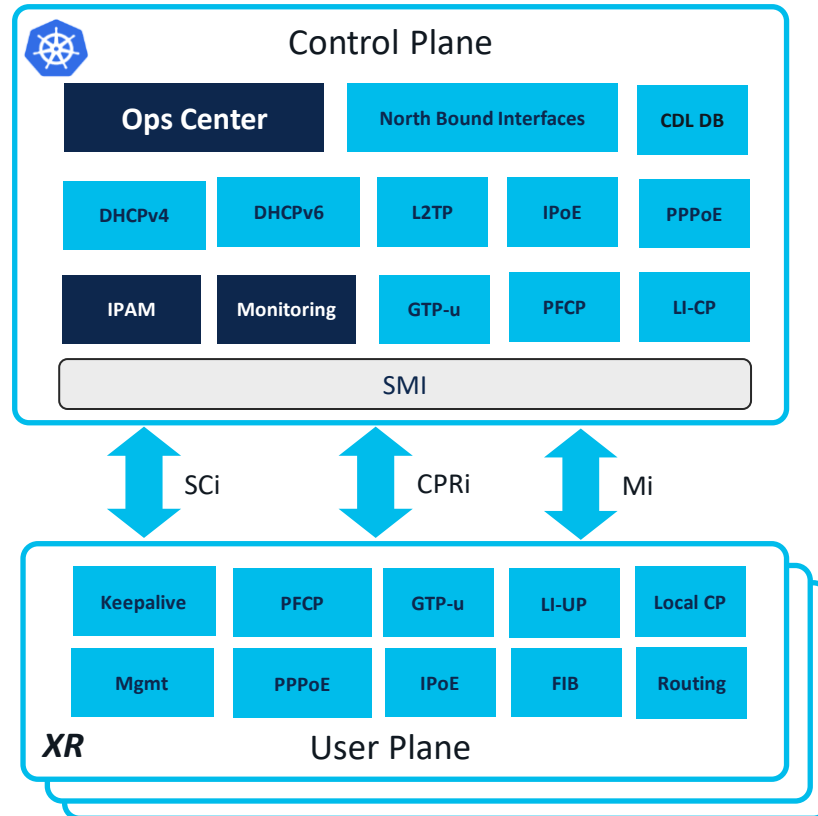 Control Plane
Ops Center
North Bound Interfaces
CDL DB
DHCPv4
DHCPv6
L2TP
IPoE
PPPoE
IPAM
Monitoring
GTP-u
PFCP
LI-CP
SMI
SCi
CPRi
Mi
Keepalive
PFCP
GTP-u
LI-UP
Local CP
Mgmt
PPPoE
IPoE
FIB
Routing
XR
User Plane